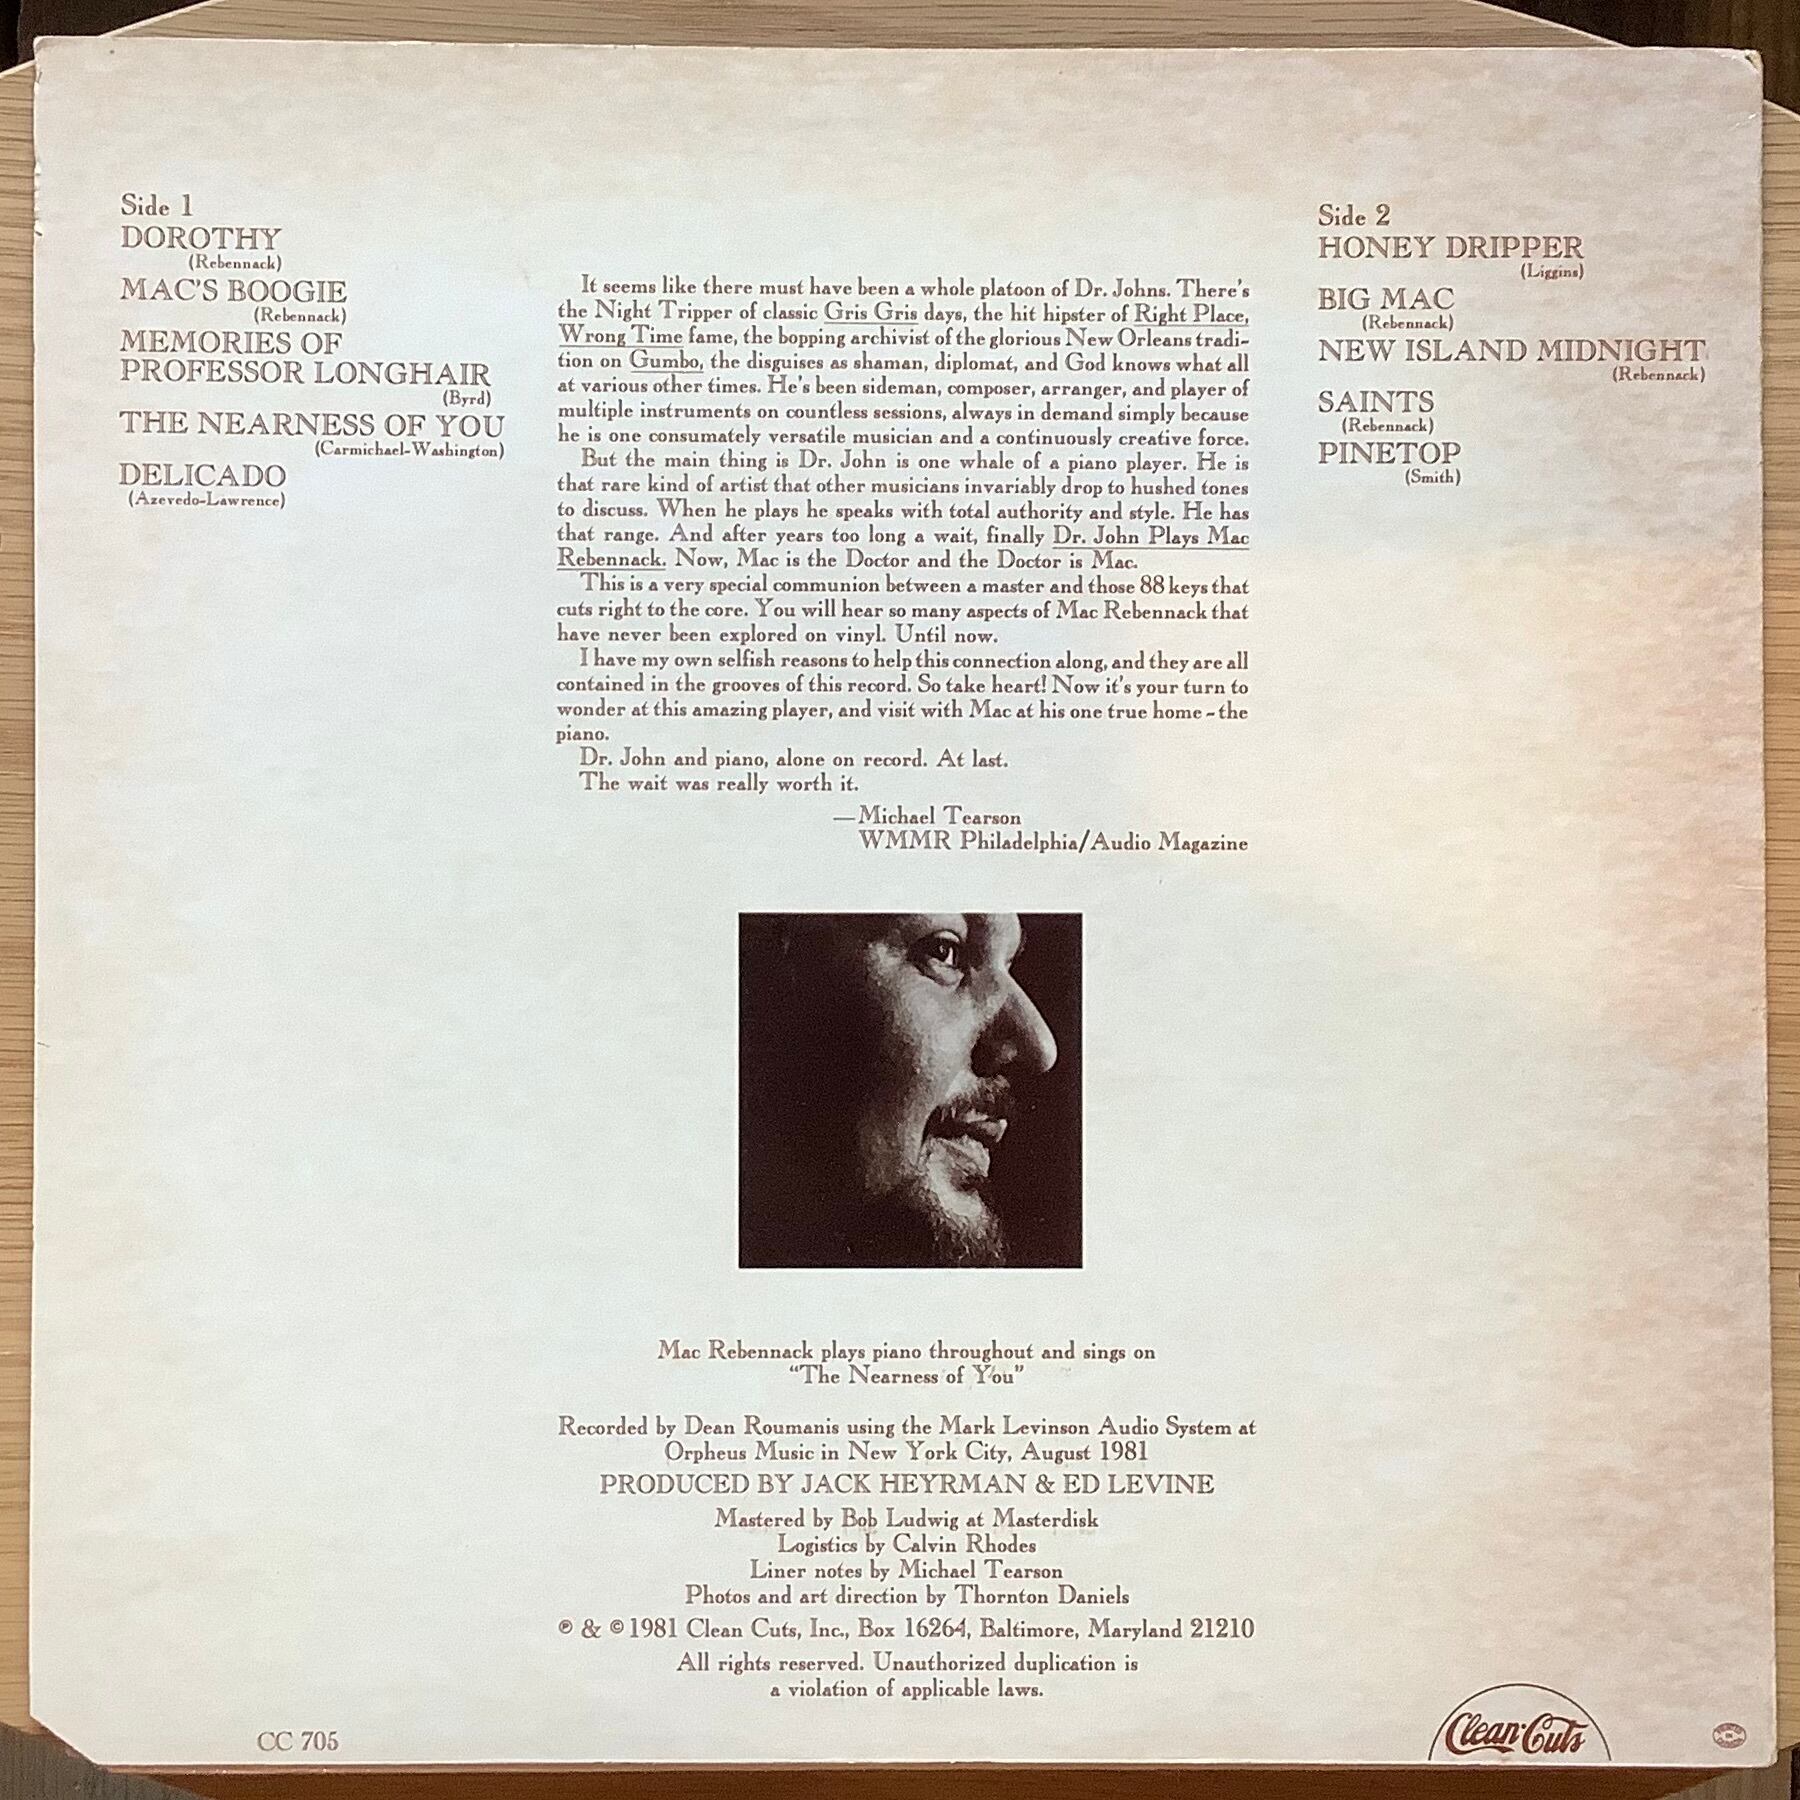 Side 1
DOROTHY
(Rebennack)
MAC'S BOOGIE
(Rebennack)
MEMORIES OF
PROFESSOR LONGHAIR
(Byrd)
THE NEARNESS OF YOU
(Carmichael-Washington)
DELICADO
(Azevedo-Lawrence)
It seems like there must have been a whole platoon of Dr. Johns. There's
the Night Tripper of classic Gris Gris days, the hit hipster of Right Place,
Wrong Time fame, the bopping archivist of the glorious New Orleans tradi-
tion on Gumbo, the disguises as shaman, diplomat, and God knows what all
at various other times. He's been sideman, composer, arranger, and player of
multiple instruments on countless sessions, always in demand simply because
he is one consumately versatile musician and a continuously creative force.
But the main thing is Dr. John is one whale of a piano player. He is
that rare kind of artist that other musicians invariably drop to hushed tones
to discuss. When he plays he speaks with total authority and style. He has
that range. And after years too long a wait, finally Dr. John Plays Mac
Rebennack. Now, Mac is the Doctor and the Doctor is Mac.
This is a very special communion between a master and those 88 keys that
cuts right to the core. You will hear so many aspects of Mac Rebennack that
have never been explored on vinyl. Until now.
I have my own selfish reasons to help this connection along, and they are all
contained in the grooves of this record. So take heart! Now it's your turn to
wonder at this amazing player, and visit with Mac at his one true home - the
piano.
Dr. John and piano, alone on record. At last.
The wait was really worth it.
—Michael Tearson
WMMR Philadelphia/Audio Magazine
Side 2
HONEY DRIPPER
(Liggins)
BIG MAC
(Rebennack)
NEW ISLAND MIDNIGHT
(Rebennack)
SAINTS
(Rebennack)
PINETOP
(Smith)
Mac Rebennack plays piano throughout and sings on
“The Nearness of You”
Recorded by Dean Roumanis using the Mark Levinson Audio System at
Orpheus Music in New York City, August 1981
PRODUCED BY JACK HEYRMAN & ED LEVINE
Mastered by Bob Ludwig at Masterdisk
Logistics by Calvin Rhodes
Liner notes by Michael Tearson
Photos and art direction by Thornton Daniels
℗ & © 1981 Clean Cuts, Inc., Box 16264, Baltimore, Maryland 21210
All rights reserved. Unauthorized duplication is
a violation of applicable laws.
CC 705
Clean Cuts